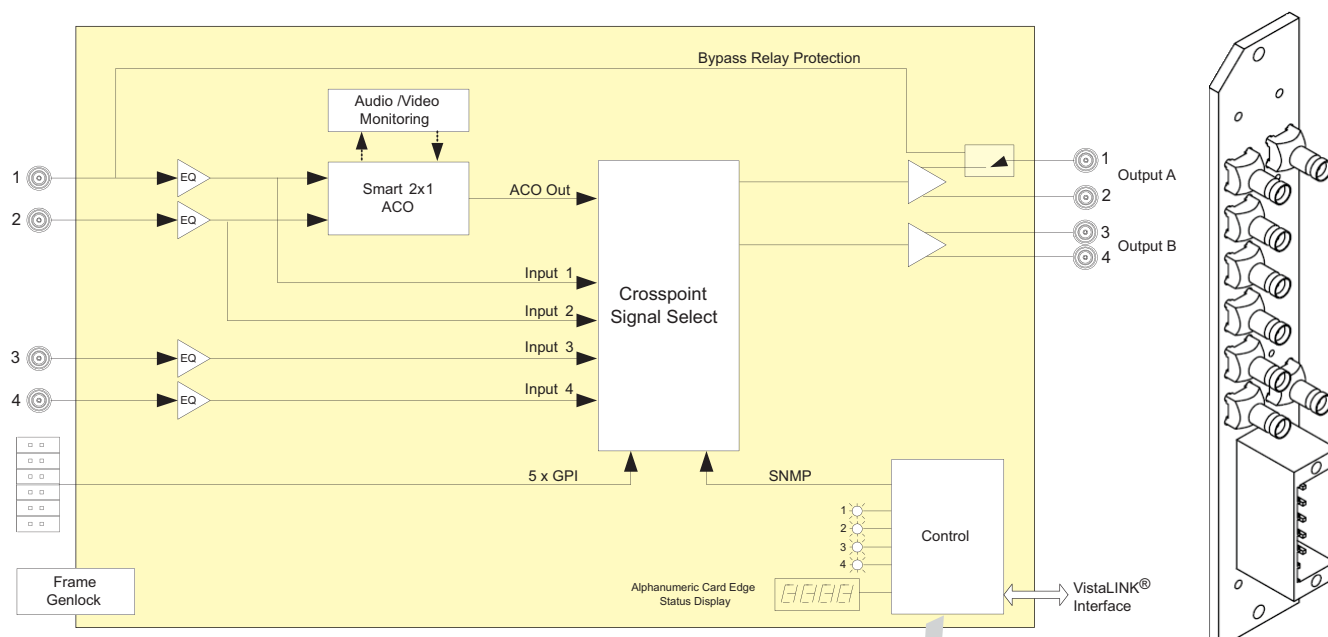 Bypass Relay Protection
Audio /Video
Monitoring
1
EQ
Smart 2x1
ACO
ACO Out
2
EQ
1
Output A
2
3
Output B
4
Input 1
Input 2
Crosspoint
Signal Select
3
EQ
Input 3
4
EQ
Input 4
5 x GPI
SNMP
1
2
3
4
Control
Frame
Genlock
Alphanumeric Card Edge
Status Display
VistaLINK®
Interface